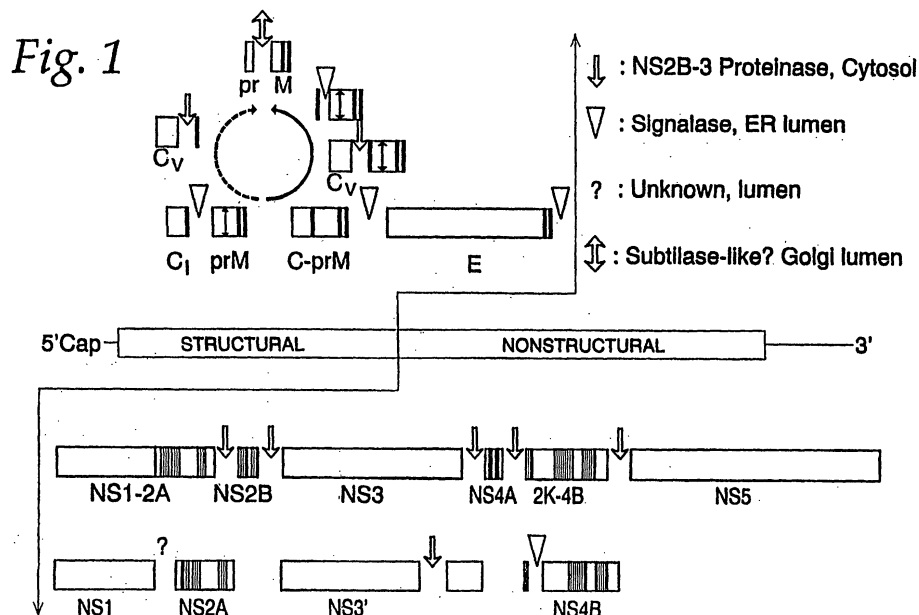 Fig. 1
pr M
Cv
Cv
CI prM C-prM E
: NS2B-3 Proteinase, Cytosol
: Signalase, ER lumen
? : Unknown, lumen
: Subtilase-like? Golgi lumen
5'Cap STRUCTURAL NONSTRUCTURAL 3'
NS1-2A NS2B NS3 NS4A 2K-4B NS5
?
NS1 NS2A NS3' NS4B